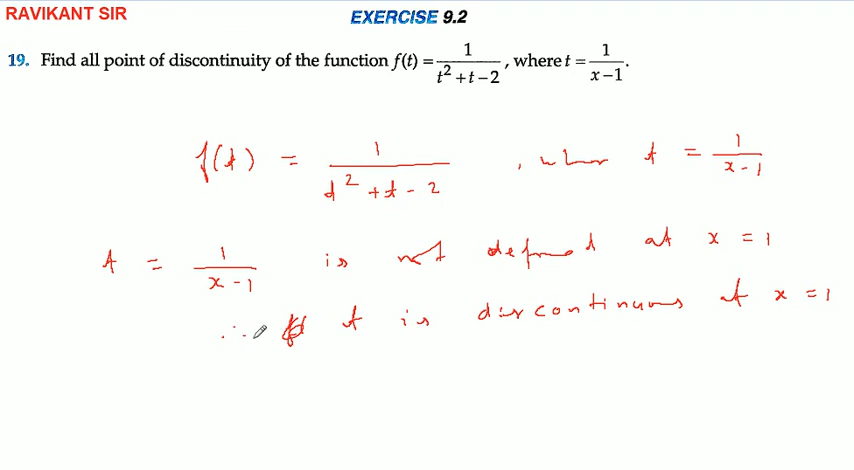 RAVIKANT SIR
EXERCISE 9.2
19. Find all point of discontinuity of the function f(t) = 1/(t² + t – 2), where t = 1/(x – 1).
f(t) = 1/(t² + t - 2), where t = 1/(x - 1)
t = 1/(x - 1) is not defined at x = 1
∴ t is discontinuous at x = 1